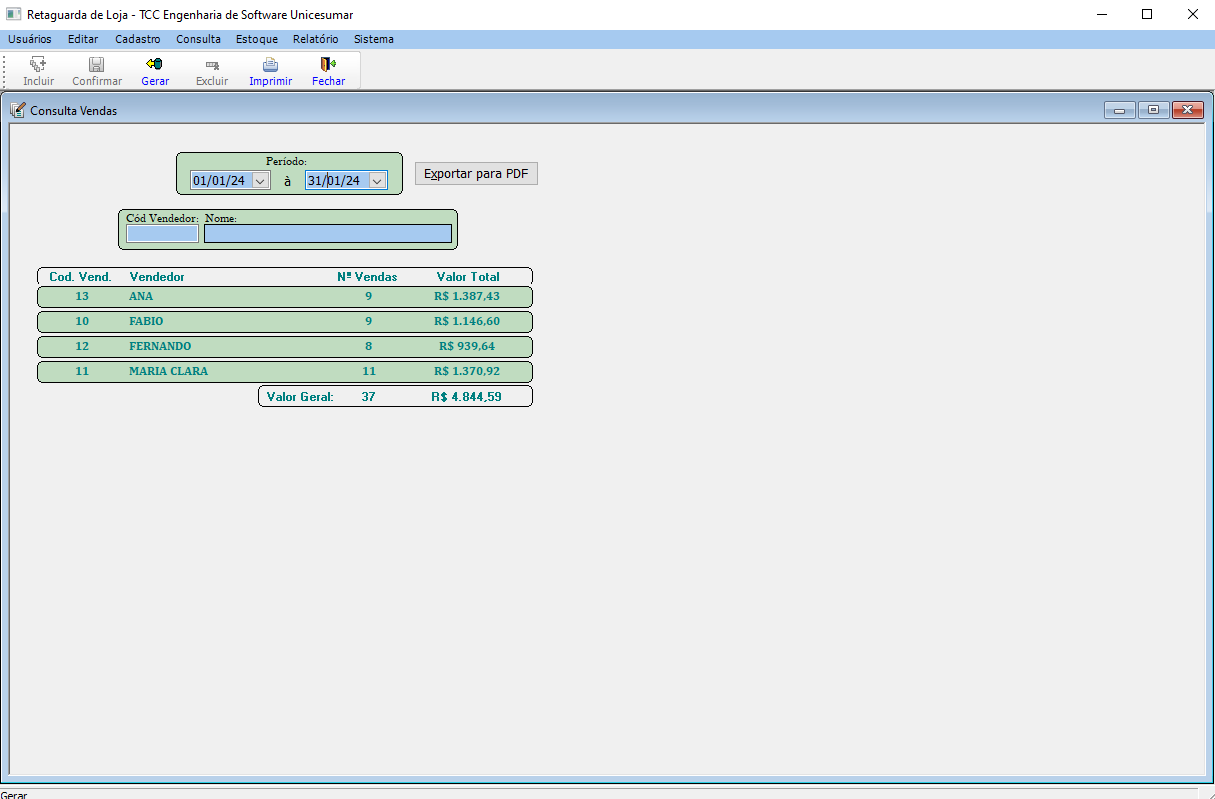 Retaguarda de Loja - TCC Engenharia de Software Unicesumar
Usuários Editar Cadastro Consulta Estoque Relatório Sistema
Incluir Confirmar Gerar Excluir Imprimir Fechar
Consulta Vendas
Período:
01/01/24 à 31/01/24 Exportar para PDF
Cód Vendedor: Nome:
Cod. Vend. Vendedor Nº Vendas Valor Total
13 ANA 9 R$ 1.387,43
10 FABIO 9 R$ 1.146,60
12 FERNANDO 8 R$ 939,64
11 MARIA CLARA 11 R$ 1.370,92
Valor Geral: 37 R$ 4.844,59
Gerar